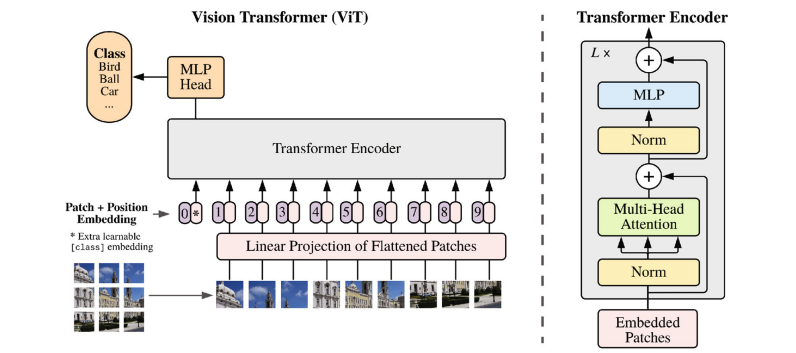 Vision Transformer (ViT)
Class
Bird
Ball
Car
...
MLP
Head
Transformer Encoder
Patch + Position
Embedding
0 * 1 2 3 4 5 6 7 8 9
* Extra learnable
[class] embedding
Linear Projection of Flattened Patches
Transformer Encoder
L ×
+
MLP
Norm
+
Multi-Head
Attention
Norm
Embedded
Patches